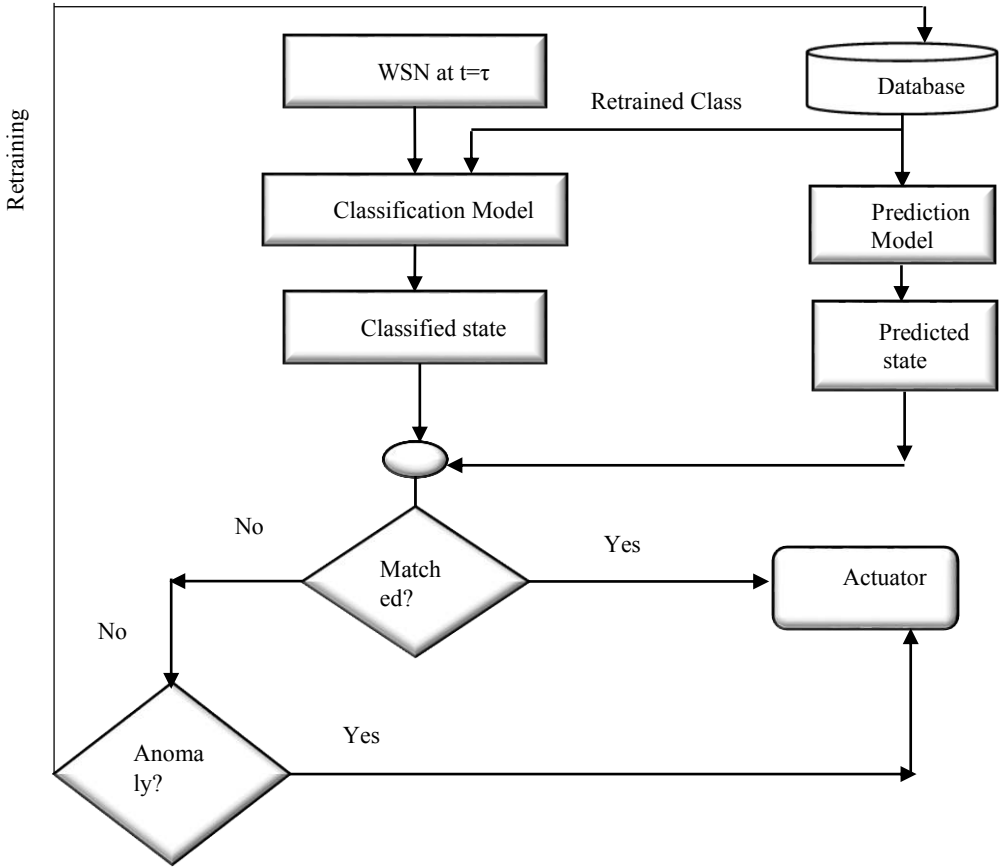 WSN at t=τ
Database
Retrained Class
Retraining
Classification Model
Prediction
Model
Classified state
Predicted
state
No
Yes
Match
ed?
Actuator
No
Yes
Anoma
ly?